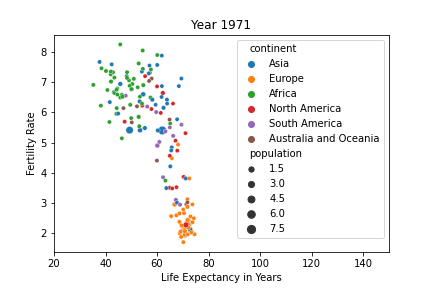 Year 1971
8
7
6
5
4
3
2
Fertility Rate
20 40 60 80 100 120 140
Life Expectancy in Years
continent
Asia
Europe
Africa
North America
South America
Australia and Oceania
population
1.5
3.0
4.5
6.0
7.5